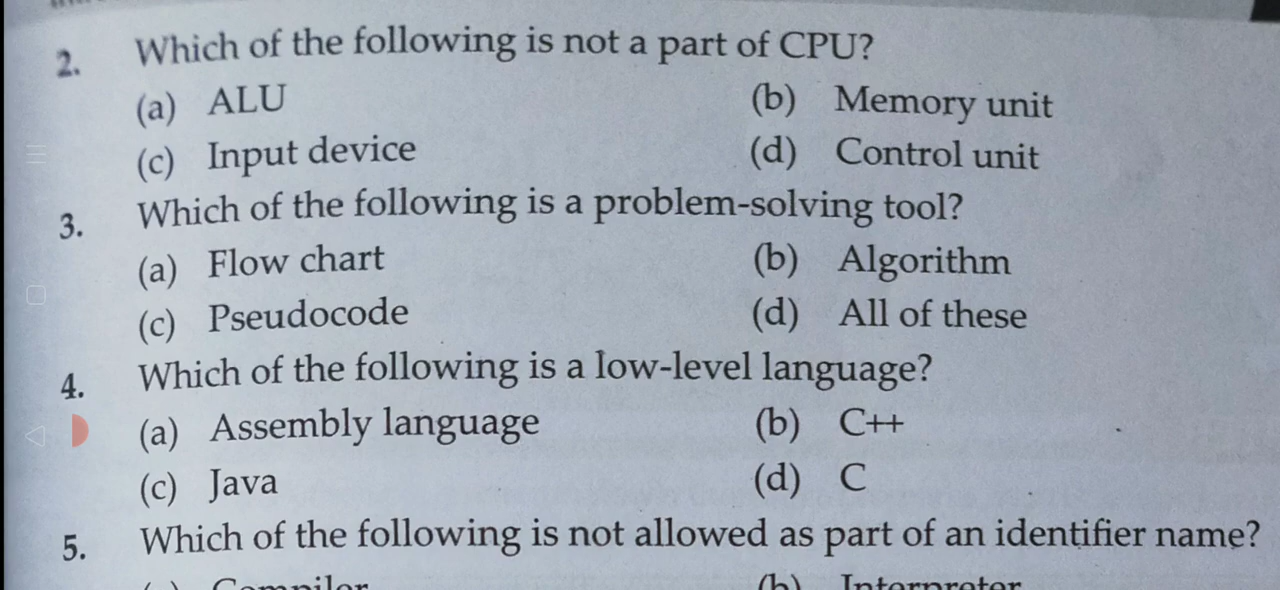 2. Which of the following is not a part of CPU?
(a) ALU (b) Memory unit
(c) Input device (d) Control unit
3. Which of the following is a problem-solving tool?
(a) Flow chart (b) Algorithm
(c) Pseudocode (d) All of these
4. Which of the following is a low-level language?
(a) Assembly language (b) C++
(c) Java (d) C
5. Which of the following is not allowed as part of an identifier name?
Compiler (b) Interpreter